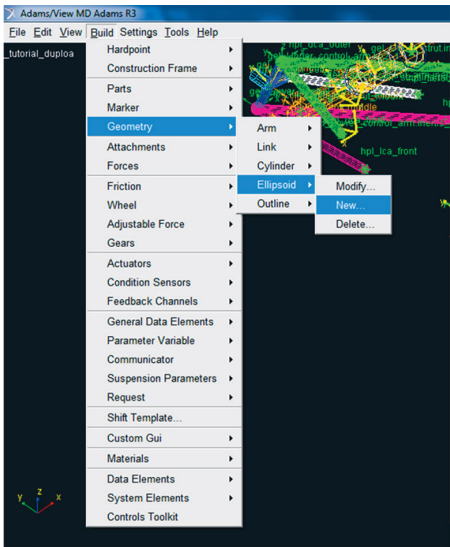 Adams/View MD Adams R3
File Edit View Build Settings Tools Help
_tutorial_duploa
Hardpoint
Construction Frame
Parts
Marker
Geometry
Attachments
Forces
Friction
Wheel
Adjustable Force
Gears
Actuators
Condition Sensors
Feedback Channels
General Data Elements
Parameter Variable
Communicator
Suspension Parameters
Request
Shift Template...
Custom Gui
Materials
Data Elements
System Elements
Controls Toolkit
Arm
Link
Cylinder
Ellipsoid
Outline
Modify...
New...
Delete...
hpl_uca_outer
hpl_lca_front
y z x